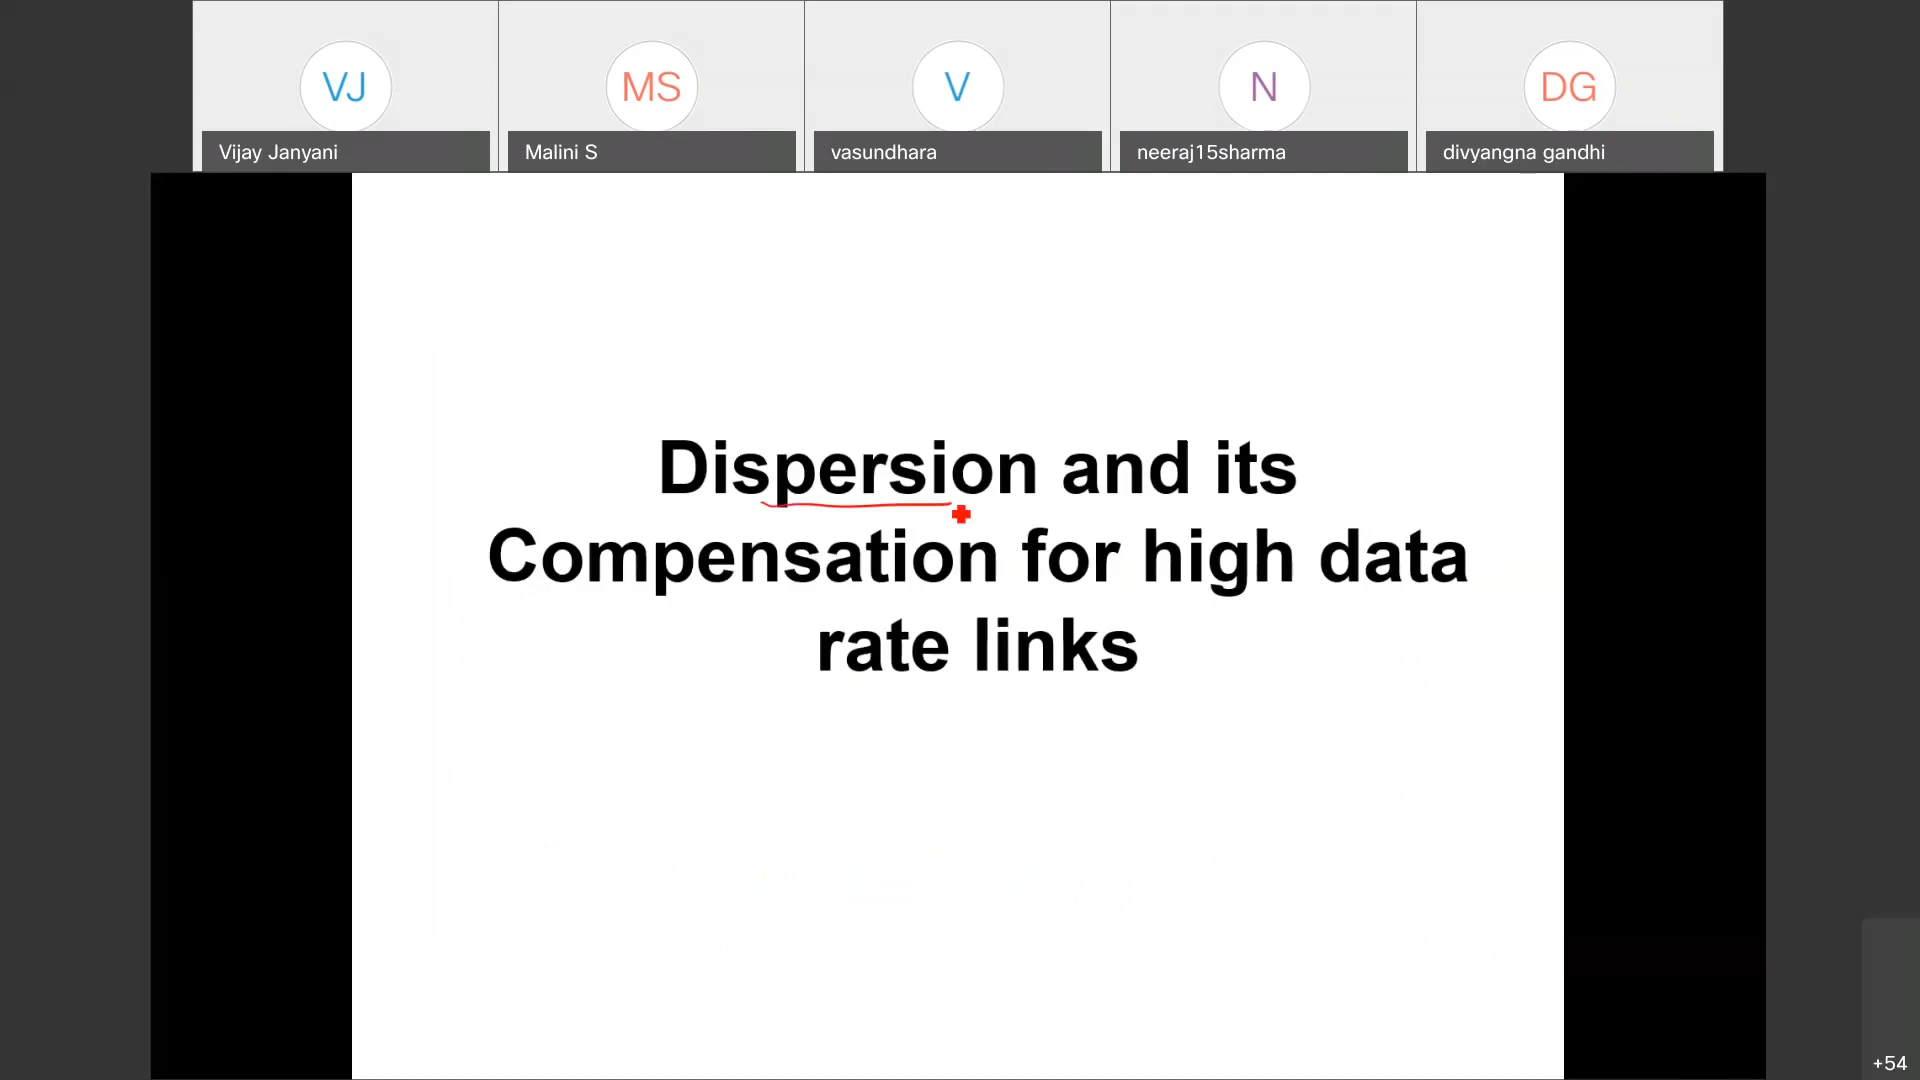 VJ
MS
V
N
DG
Vijay Janyani
Malini S
vasundhara
neeraj15sharma
divyangna gandhi
Dispersion and its
Compensation for high data
rate links
+54